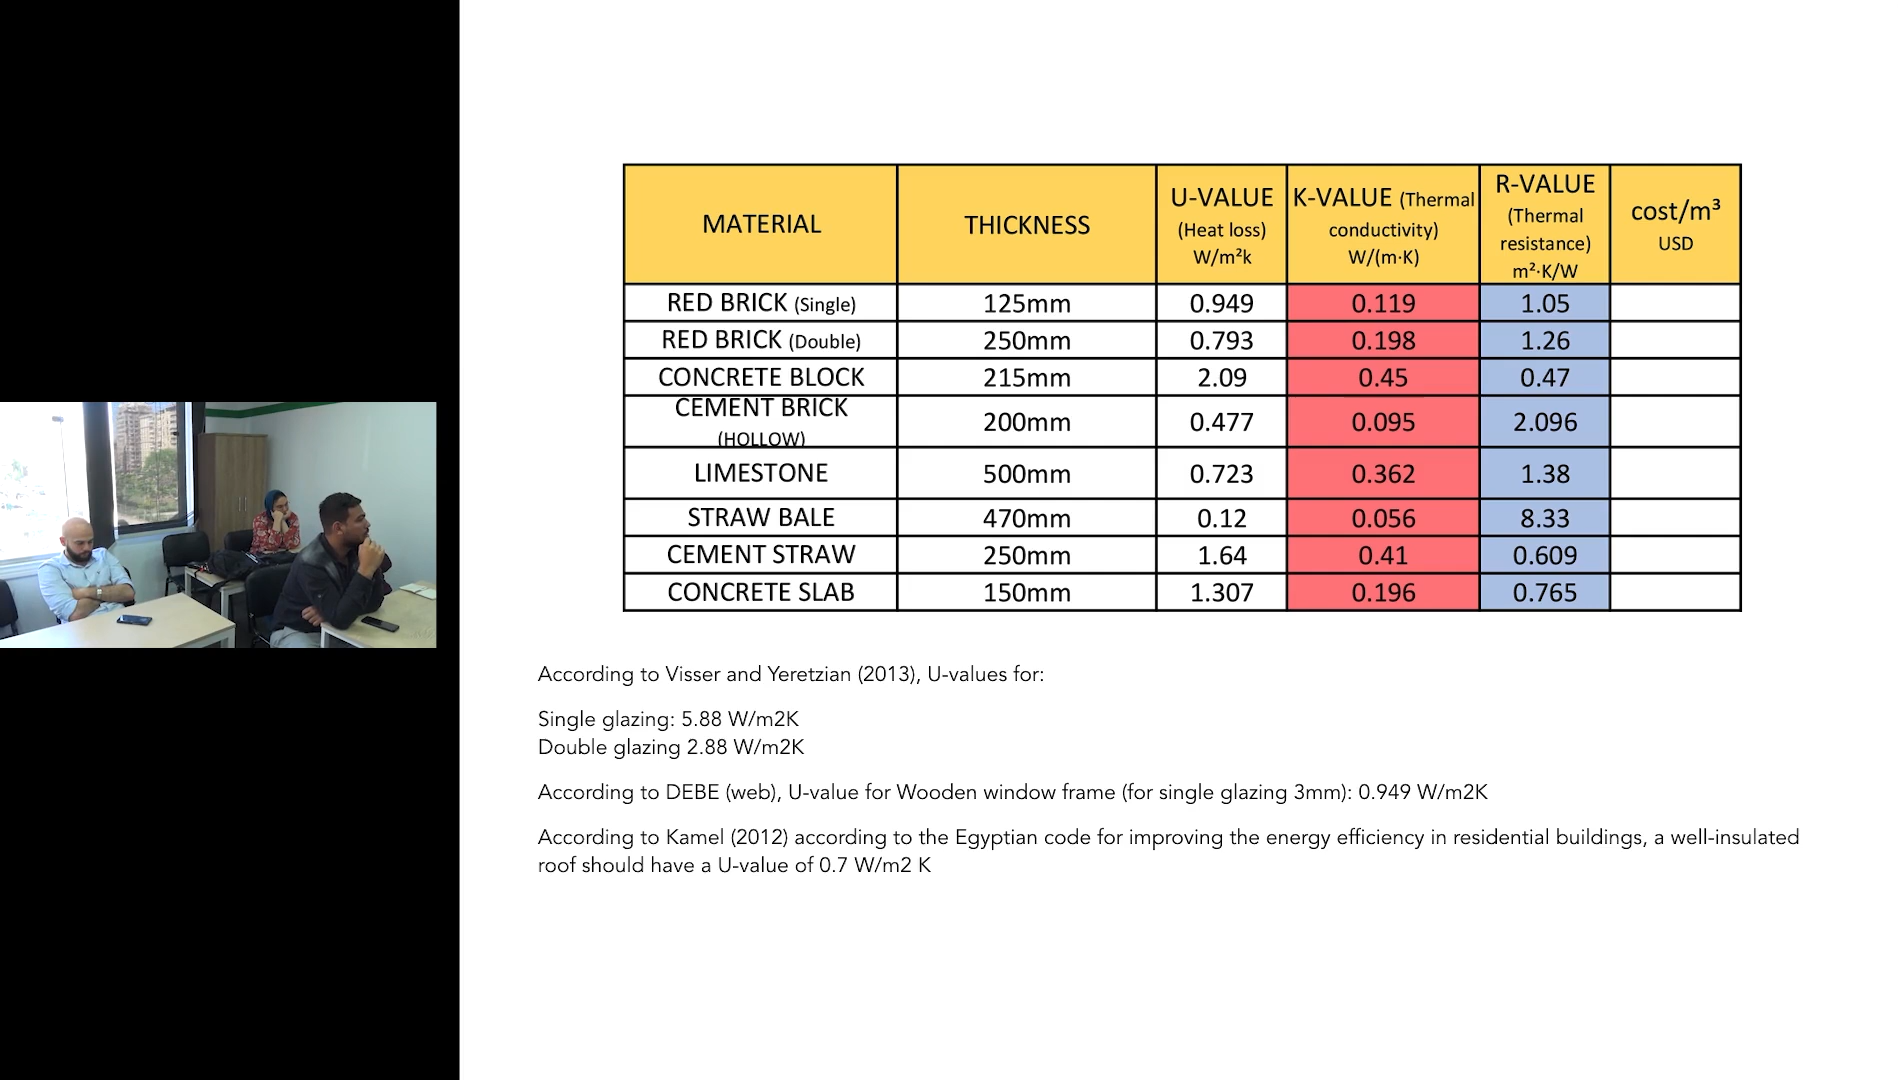 MATERIAL THICKNESS U-VALUE (Heat loss) W/m²k K-VALUE (Thermal conductivity) W/(m·K) R-VALUE (Thermal resistance) m²·K/W cost/m³ USD
RED BRICK (Single) 125mm 0.949 0.119 1.05
RED BRICK (Double) 250mm 0.793 0.198 1.26
CONCRETE BLOCK 215mm 2.09 0.45 0.47
CEMENT BRICK (HOLLOW) 200mm 0.477 0.095 2.096
LIMESTONE 500mm 0.723 0.362 1.38
STRAW BALE 470mm 0.12 0.056 8.33
CEMENT STRAW 250mm 1.64 0.41 0.609
CONCRETE SLAB 150mm 1.307 0.196 0.765
According to Visser and Yeretzian (2013), U-values for:
Single glazing: 5.88 W/m2K
Double glazing 2.88 W/m2K
According to DEBE (web), U-value for Wooden window frame (for single glazing 3mm): 0.949 W/m2K
According to Kamel (2012) according to the Egyptian code for improving the energy efficiency in residential buildings, a well-insulated
roof should have a U-value of 0.7 W/m2 K